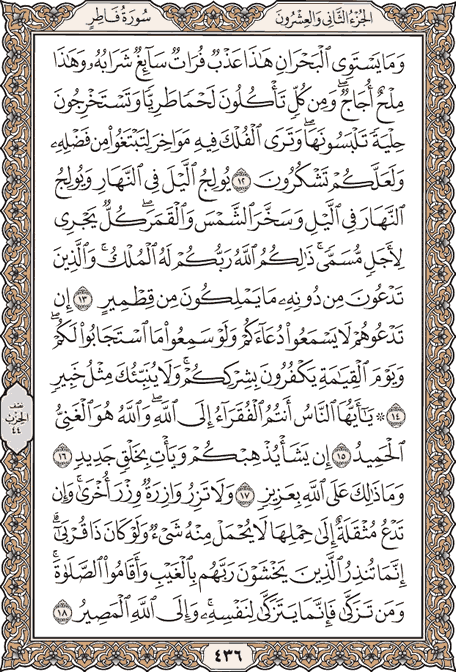 الجزء الثاني والعشرون
سورة فاطر
وَمَا يَسْتَوِى ٱلْبَحْرَانِ هَٰذَا عَذْبٌ فُرَاتٌ سَآئِغٌ شَرَابُهُۥ وَهَٰذَا
مِلْحٌ أُجَاجٌ ۖ وَمِن كُلٍّ تَأْكُلُونَ لَحْمًا طَرِيًّا وَتَسْتَخْرِجُونَ
حِلْيَةً تَلْبَسُونَهَا ۖ وَتَرَى ٱلْفُلْكَ فِيهِ مَوَاخِرَ لِتَبْتَغُوا۟ مِن فَضْلِهِۦ
وَلَعَلَّكُمْ تَشْكُرُونَ ١٢ يُولِجُ ٱلَّيْلَ فِى ٱلنَّهَارِ وَيُولِجُ
ٱلنَّهَارَ فِى ٱلَّيْلِ وَسَخَّرَ ٱلشَّمْسَ وَٱلْقَمَرَ ۖ كُلٌّ يَجْرِى
لِأَجَلٍ مُّسَمًّى ۚ ذَٰلِكُمُ ٱللَّهُ رَبُّكُمْ لَهُ ٱلْمُلْكُ ۚ وَٱلَّذِينَ
تَدْعُونَ مِن دُونِهِۦ مَا يَمْلِكُونَ مِن قِطْمِيرٍ ١٣ إِن
تَدْعُوهُمْ لَا يَسْمَعُوا۟ دُعَآءَكُمْ وَلَوْ سَمِعُوا۟ مَا ٱسْتَجَابُوا۟ لَكُمْ ۖ
وَيَوْمَ ٱلْقِيَٰمَةِ يَكْفُرُونَ بِشِرْكِكُمْ ۚ وَلَا يُنَبِّئُكَ مِثْلُ خَبِيرٍ
١٤ ۞ يَٰٓأَيُّهَا ٱلنَّاسُ أَنتُمُ ٱلْفُقَرَآءُ إِلَى ٱللَّهِ ۖ وَٱللَّهُ هُوَ ٱلْغَنِىُّ
ٱلْحَمِيدُ ١٥ إِن يَشَأْ يُذْهِبْكُمْ وَيَأْتِ بِخَلْقٍ جَدِيدٍ ١٦
وَمَا ذَٰلِكَ عَلَى ٱللَّهِ بِعَزِيزٍ ١٧ وَلَا تَزِرُ وَازِرَةٌ وِزْرَ أُخْرَىٰ ۚ وَإِن
تَدْعُ مُثْقَلَةٌ إِلَىٰ حِمْلِهَا لَا يُحْمَلْ مِنْهُ شَىْءٌ وَلَوْ كَانَ ذَا قُرْبَىٰٓ ۗ
إِنَّمَا تُنذِرُ ٱلَّذِينَ يَخْشَوْنَ رَبَّهُم بِٱلْغَيْبِ وَأَقَامُوا۟ ٱلصَّلَوٰةَ ۚ
وَمَن تَزَكَّىٰ فَإِنَّمَا يَتَزَكَّىٰ لِنَفْسِهِۦ ۚ وَإِلَى ٱللَّهِ ٱلْمَصِيرُ ١٨
الحزب
٤٤
٤٣٦